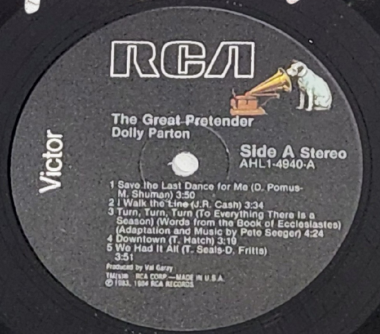 RCA
Victor
The Great Pretender
Dolly Parton
Side A Stereo
AHL1-4940-A
1 Save the Last Dance for Me (D. Pomus-
M. Shuman) 3:50
2 I Walk the Line (J.R. Cash) 3:34
3 Turn, Turn, Turn (To Everything There Is a
Season) (Words from the Book of Ecclesiastes)
(Adaptation and Music by Pete Seeger) 4:24
4 Downtown (T. Hatch) 3:19
5 We Had It All (T. Seals-D. Fritts)
3:51
Produced by Val Garay
RCA CORP.—MADE IN U.S.A.
Ⓟ 1983, 1984 RCA RECORDS